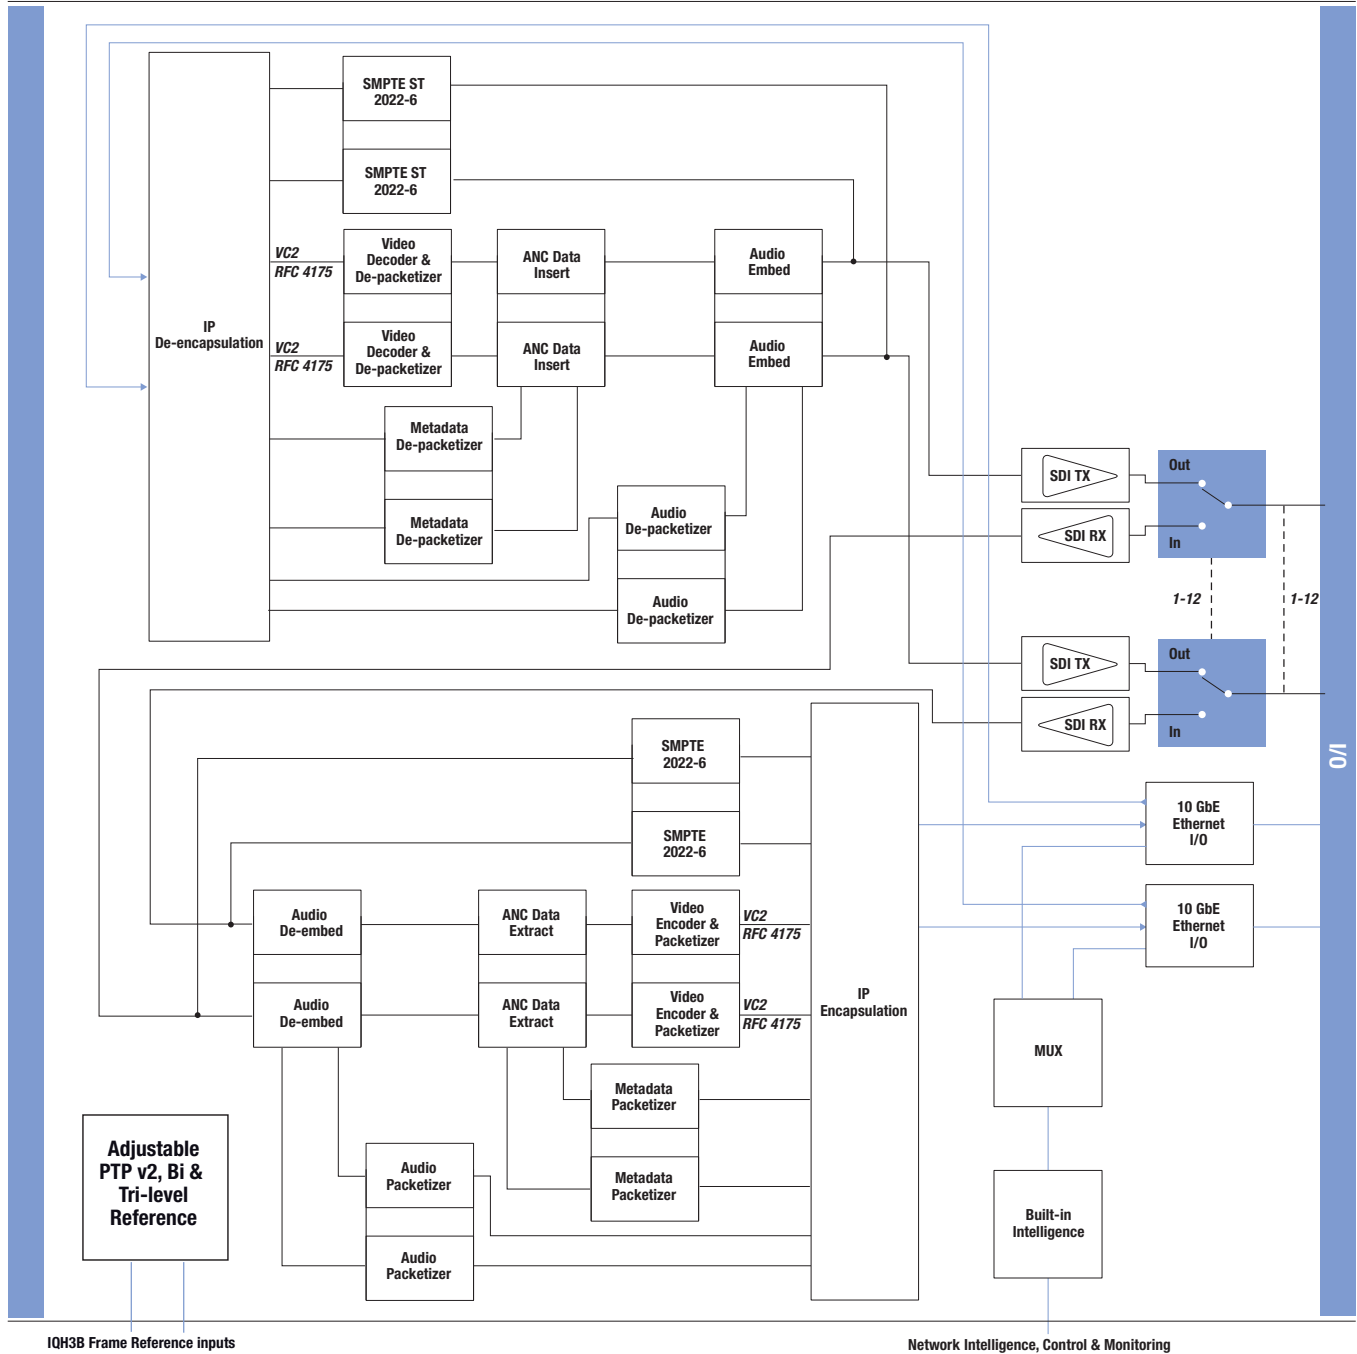 SMPTE ST
2022-6
SMPTE ST
2022-6
VC2
RFC 4175
Video
Decoder &
De-packetizer
ANC Data
Insert
Audio
Embed
IP
De-encapsulation
VC2
RFC 4175
Video
Decoder &
De-packetizer
ANC Data
Insert
Audio
Embed
Metadata
De-packetizer
Metadata
De-packetizer
Audio
De-packetizer
Audio
De-packetizer
SDI TX
Out
SDI RX
In
1-12
1-12
SDI TX
Out
SDI RX
In
I/O
SMPTE
2022-6
SMPTE
2022-6
10 GbE
Ethernet
I/O
Audio
De-embed
ANC Data
Extract
Video
Encoder &
Packetizer
VC2
RFC 4175
10 GbE
Ethernet
I/O
Audio
De-embed
ANC Data
Extract
Video
Encoder &
Packetizer
VC2
RFC 4175
IP
Encapsulation
MUX
Metadata
Packetizer
Metadata
Packetizer
Audio
Packetizer
Audio
Packetizer
Adjustable
PTP v2, Bi &
Tri-level
Reference
Built-in
Intelligence
IQH3B Frame Reference inputs
Network Intelligence, Control & Monitoring